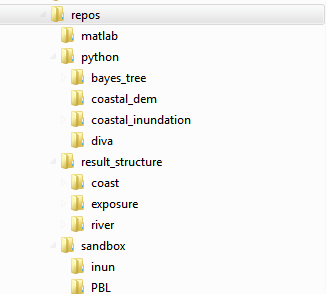 repos
matlab
python
bayes_tree
coastal_dem
coastal_inundation
diva
result_structure
coast
exposure
river
sandbox
inun
PBL